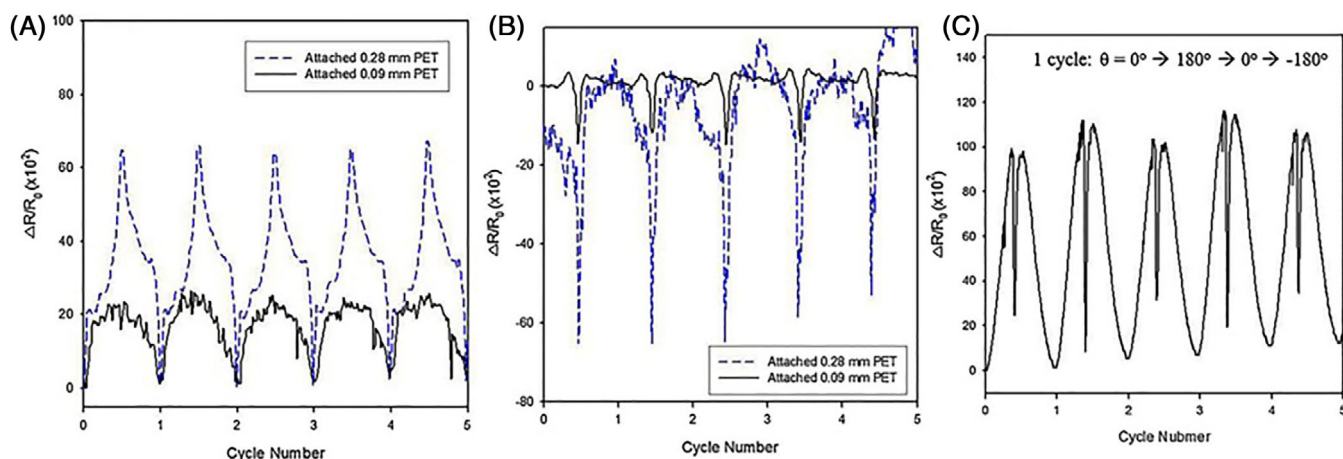 (A)
100
80
60
40
20
0
ΔR/R₀ (x10²)
Attached 0.28 mm PET
Attached 0.09 mm PET
0 1 2 3 4 5
Cycle Number
(B)
0
-20
-40
-60
-80
ΔR/R₀ (x10²)
Attached 0.28 mm PET
Attached 0.09 mm PET
0 1 2 3 4 5
Cycle Number
(C)
140
120
100
80
60
40
20
0
ΔR/R₀ (x10²)
1 cycle: θ = 0° → 180° → 0° → -180°
0 1 2 3 4 5
Cycle Nubmer